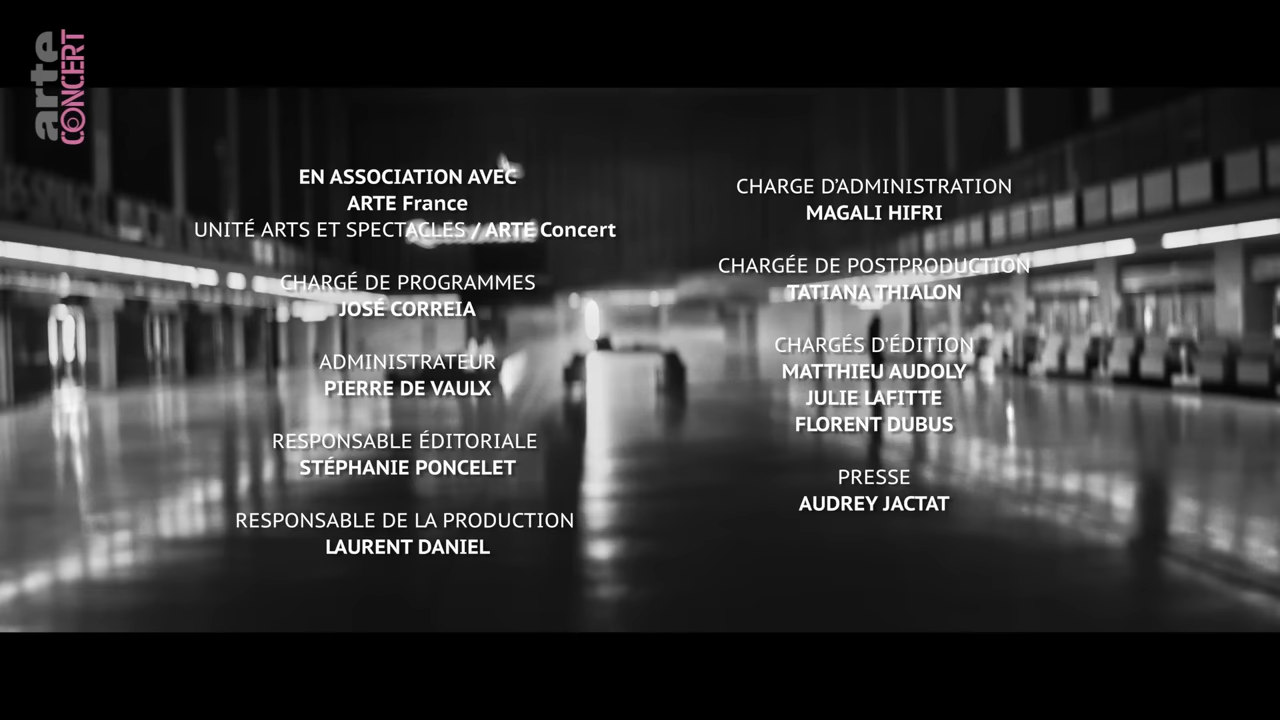 arte
CONCERT
EN ASSOCIATION AVEC
ARTE France
UNITÉ ARTS ET SPECTACLES / ARTE Concert
CHARGÉ DE PROGRAMMES
JOSÉ CORREIA
ADMINISTRATEUR
PIERRE DE VAULX
RESPONSABLE ÉDITORIALE
STÉPHANIE PONCELET
RESPONSABLE DE LA PRODUCTION
LAURENT DANIEL
CHARGE D'ADMINISTRATION
MAGALI HIFRI
CHARGÉE DE POSTPRODUCTION
TATIANA THIALON
CHARGÉS D'ÉDITION
MATTHIEU AUDOLY
JULIE LAFITTE
FLORENT DUBUS
PRESSE
AUDREY JACTAT